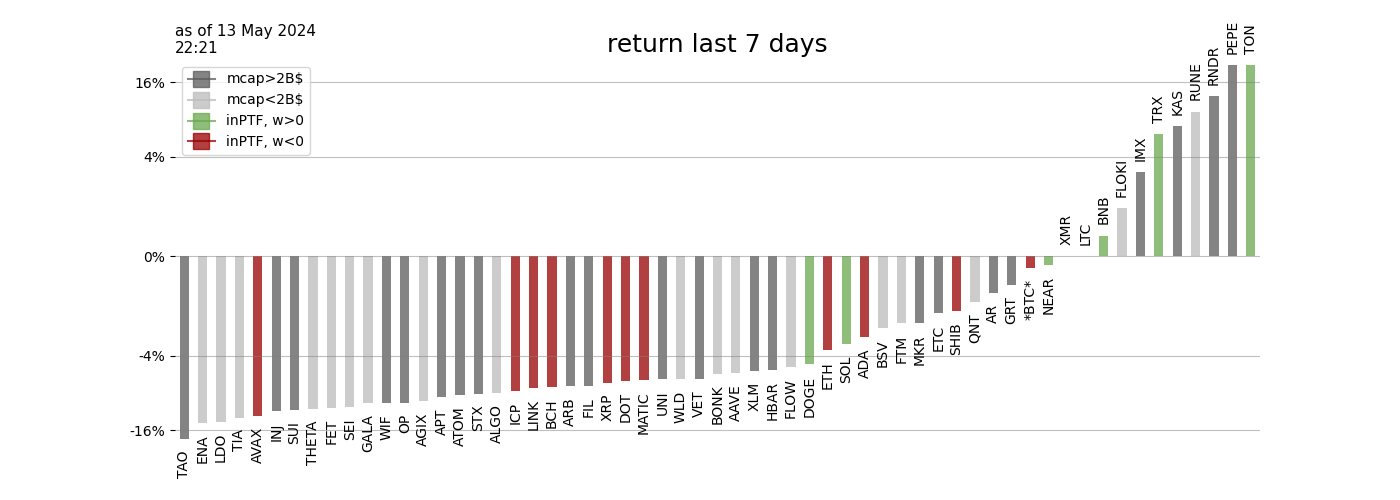 as of 13 May 2024
22:21
return last 7 days
mcap>2B$
mcap<2B$
inPTF, w>0
inPTF, w<0
16%
4%
0%
-4%
-16%
TAO
ENA
LDO
TIA
AVAX
INJ
SUI
THETA
FET
SEI
GALA
WIF
OP
AGIX
APT
ATOM
STX
ALGO
ICP
LINK
BCH
ARB
FIL
XRP
DOT
MATIC
UNI
WLD
VET
BONK
AAVE
XLM
HBAR
FLOW
DOGE
ETH
SOL
ADA
BSV
FTM
MKR
ETC
SHIB
QNT
AR
GRT
*BTC*
NEAR
XMR
LTC
BNB
FLOKI
IMX
TRX
KAS
RUNE
RNDR
PEPE
TON